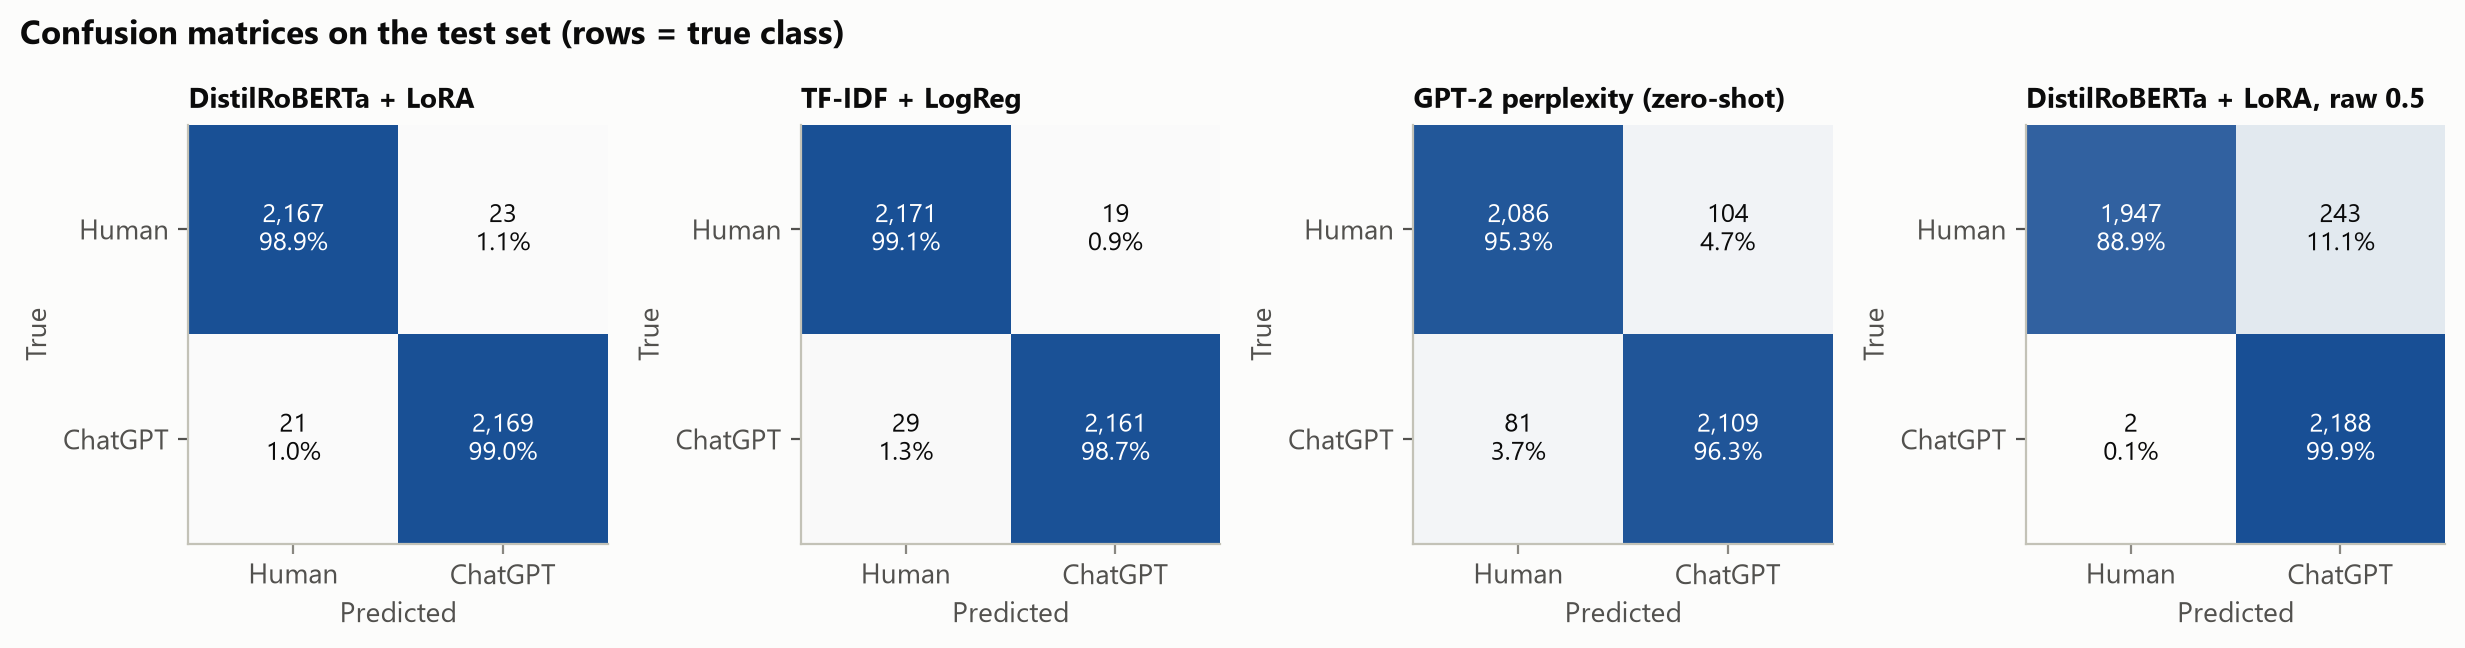 Confusion matrices on the test set (rows = true class)
DistilRoBERTa + LoRA
True
Human
ChatGPT
2,167
98.9%
23
1.1%
21
1.0%
2,169
99.0%
Human
ChatGPT
Predicted
TF-IDF + LogReg
True
Human
ChatGPT
2,171
99.1%
19
0.9%
29
1.3%
2,161
98.7%
Human
ChatGPT
Predicted
GPT-2 perplexity (zero-shot)
True
Human
ChatGPT
2,086
95.3%
104
4.7%
81
3.7%
2,109
96.3%
Human
ChatGPT
Predicted
DistilRoBERTa + LoRA, raw 0.5
True
Human
ChatGPT
1,947
88.9%
243
11.1%
2
0.1%
2,188
99.9%
Human
ChatGPT
Predicted